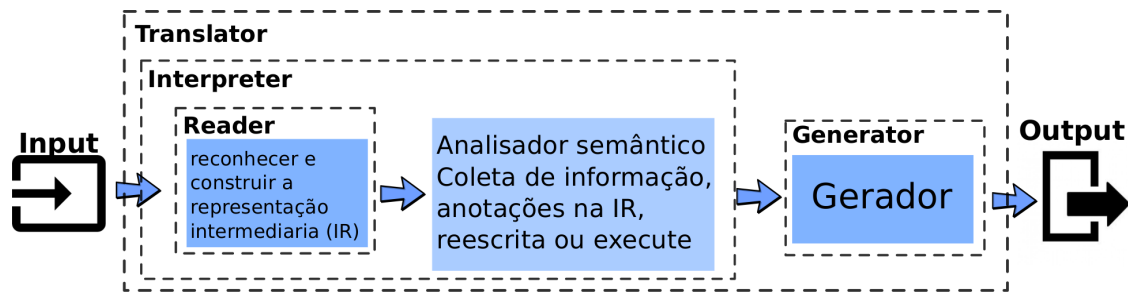 Translator
Interpreter
Input
Reader
reconhecer e
construir a
representação
intermediaria (IR)
Analisador semântico
Coleta de informação,
anotações na IR,
reescrita ou execute
Generator
Gerador
Output